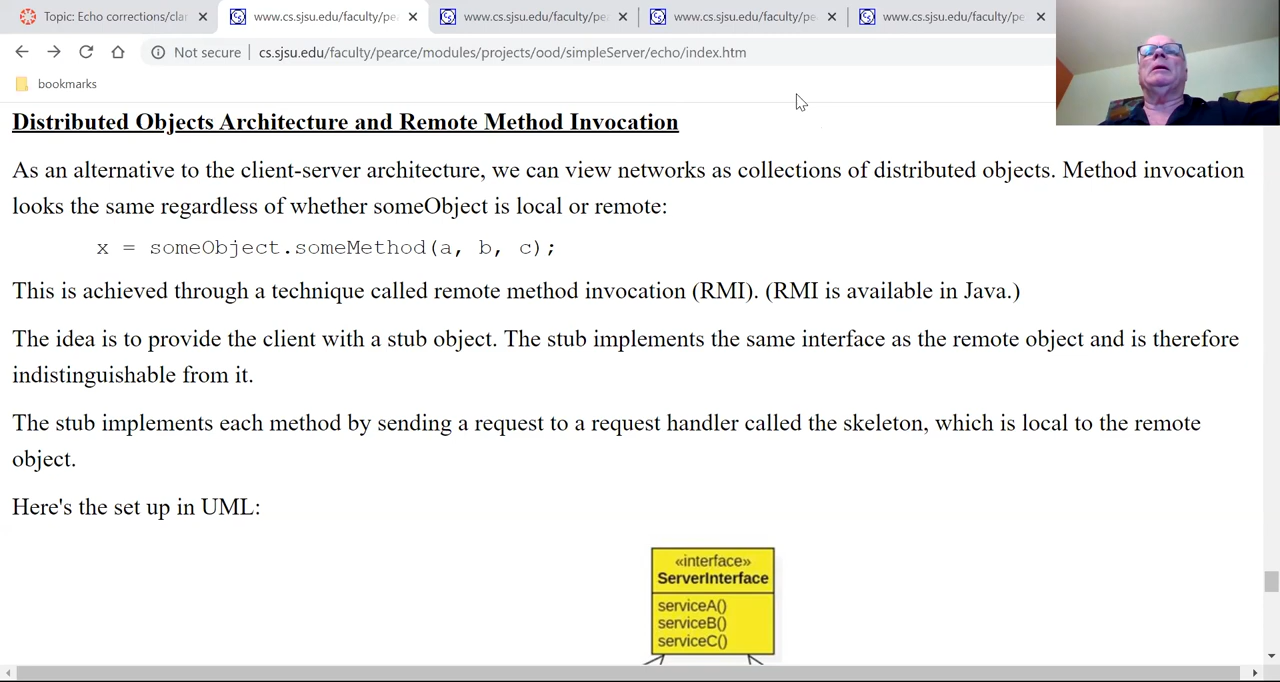 Topic: Echo corrections/clar
www.cs.sjsu.edu/faculty/pe
www.cs.sjsu.edu/faculty/per
www.cs.sjsu.edu/faculty/pe
www.cs.sjsu.edu/faculty/pe
Not secure
cs.sjsu.edu/faculty/pearce/modules/projects/ood/simpleServer/echo/index.htm
bookmarks
Distributed Objects Architecture and Remote Method Invocation
As an alternative to the client-server architecture, we can view networks as collections of distributed objects. Method invocation
looks the same regardless of whether someObject is local or remote:
x = someObject.someMethod(a, b, c);
This is achieved through a technique called remote method invocation (RMI). (RMI is available in Java.)
The idea is to provide the client with a stub object. The stub implements the same interface as the remote object and is therefore
indistinguishable from it.
The stub implements each method by sending a request to a request handler called the skeleton, which is local to the remote
object.
Here's the set up in UML:
«interface»
ServerInterface
serviceA()
serviceB()
serviceC()